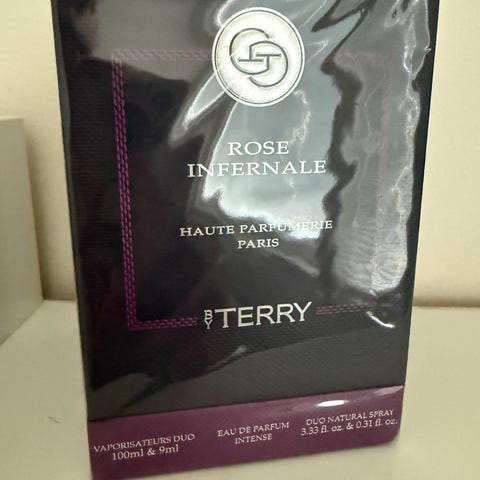 ROSE
INFERNALE
HAUTE PARFUMERIE
PARIS
BY TERRY
VAPORISATEURS DUO
100ml & 9ml
EAU DE PARFUM
INTENSE
DUO NATURAL SPRAY
3.33 fl. oz. & 0.31 fl. oz.